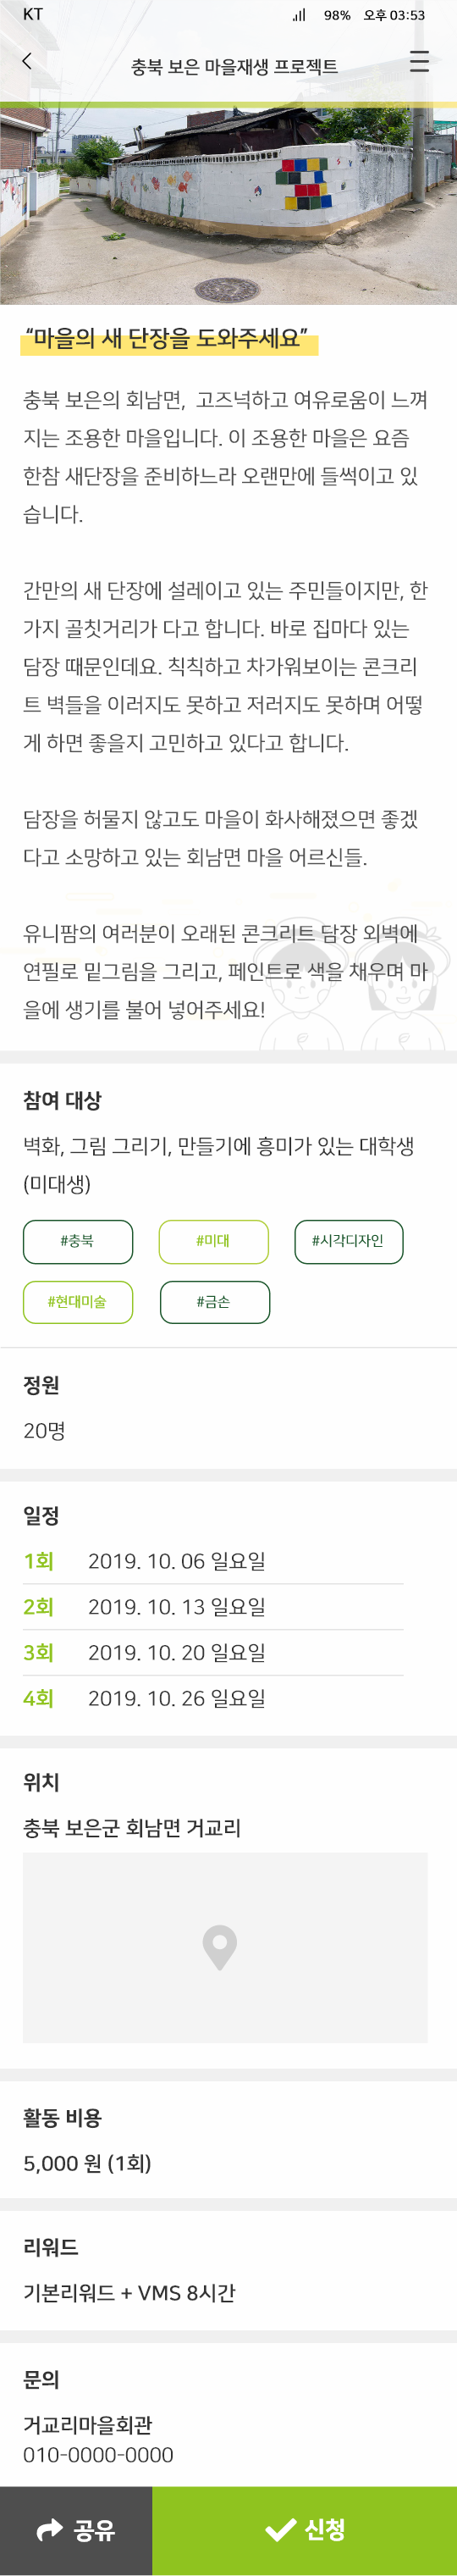 KT 98% 오후 03:53
충북 보은 마을재생 프로젝트
“마을의 새 단장을 도와주세요”
충북 보은의 회남면, 고즈넉하고 여유로움이 느껴
지는 조용한 마을입니다. 이 조용한 마을은 요즘
한참 새단장을 준비하느라 오랜만에 들썩이고 있
습니다.
간만의 새 단장에 설레이고 있는 주민들이지만, 한
가지 골칫거리가 다고 합니다. 바로 집마다 있는
담장 때문인데요. 칙칙하고 차가워보이는 콘크리
트 벽들을 이러지도 못하고 저러지도 못하며 어떻
게 하면 좋을지 고민하고 있다고 합니다.
담장을 허물지 않고도 마을이 화사해졌으면 좋겠
다고 소망하고 있는 회남면 마을 어르신들.
유니팜의 여러분이 오래된 콘크리트 담장 외벽에
연필로 밑그림을 그리고, 페인트로 색을 채우며 마
을에 생기를 불어 넣어주세요!
참여 대상
벽화, 그림 그리기, 만들기에 흥미가 있는 대학생
(미대생)
#충북 #미대 #시각디자인
#현대미술 #금손
정원
20명
일정
1회 2019. 10. 06 일요일
2회 2019. 10. 13 일요일
3회 2019. 10. 20 일요일
4회 2019. 10. 26 일요일
위치
충북 보은군 회남면 거교리
활동 비용
5,000 원 (1회)
리워드
기본리워드 + VMS 8시간
문의
거교리마을회관
010-0000-0000
공유 신청